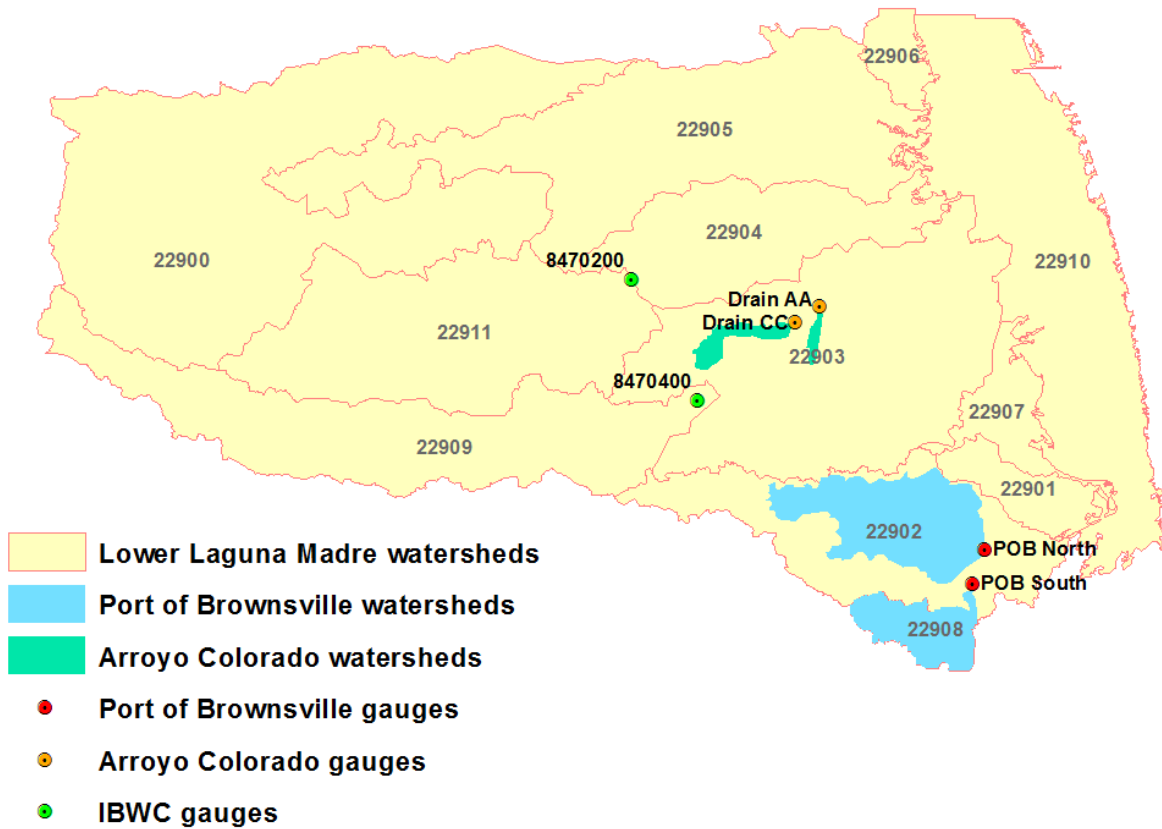 22906
22905
22904
22900
8470200
22910
Drain AA
Drain CC
22911
22903
8470400
22907
22909
22901
22902
POB North
POB South
22908
Lower Laguna Madre watersheds
Port of Brownsville watersheds
Arroyo Colorado watersheds
Port of Brownsville gauges
Arroyo Colorado gauges
IBWC gauges